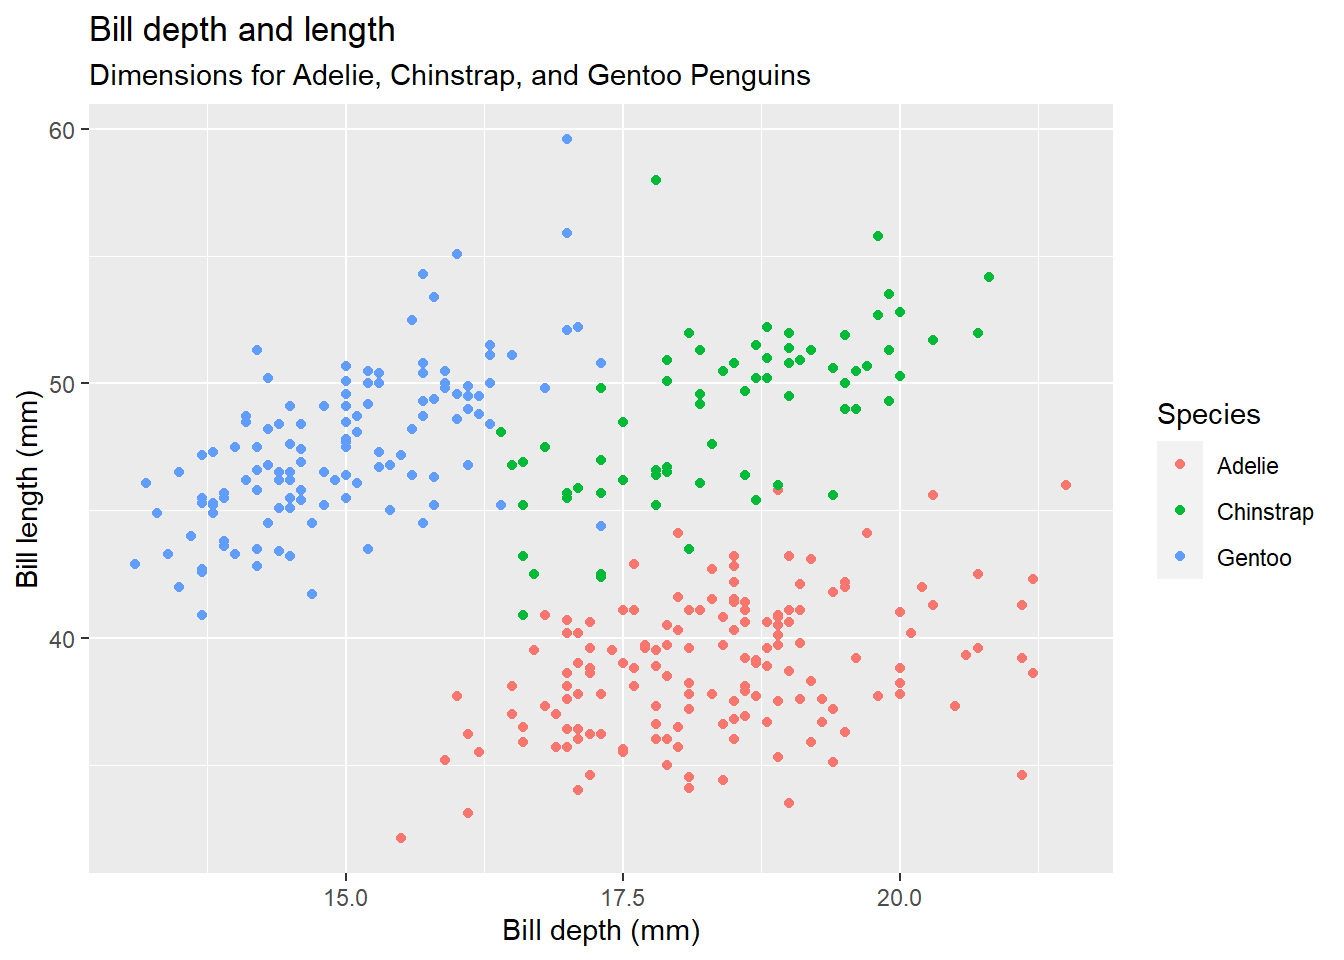 Bill depth and length
Dimensions for Adelie, Chinstrap, and Gentoo Penguins
60
50
40
Bill length (mm)
15.0
17.5
20.0
Bill depth (mm)
Species
Adelie
Chinstrap
Gentoo